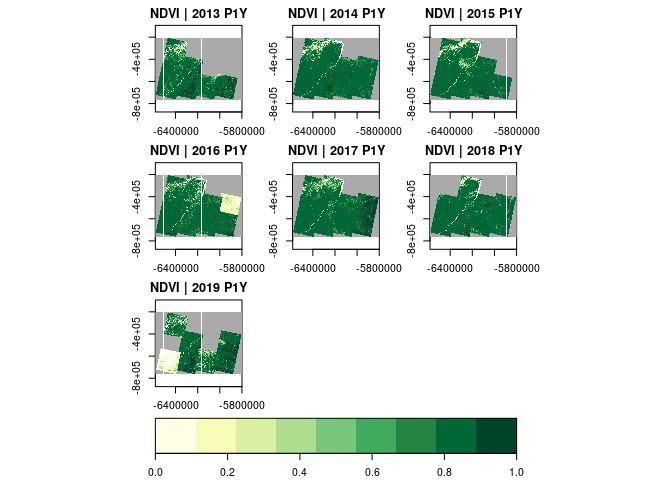 NDVI | 2013 P1Y NDVI | 2014 P1Y NDVI | 2015 P1Y
-4e+05 -4e+05 -4e+05
-8e+05 -8e+05 -8e+05
-6400000 -5800000 -6400000 -5800000 -6400000 -5800000
NDVI | 2016 P1Y NDVI | 2017 P1Y NDVI | 2018 P1Y
-4e+05 -4e+05 -4e+05
-8e+05 -8e+05 -8e+05
-6400000 -5800000 -6400000 -5800000 -6400000 -5800000
NDVI | 2019 P1Y
-4e+05
-8e+05
-6400000 -5800000
0.0 0.2 0.4 0.6 0.8 1.0